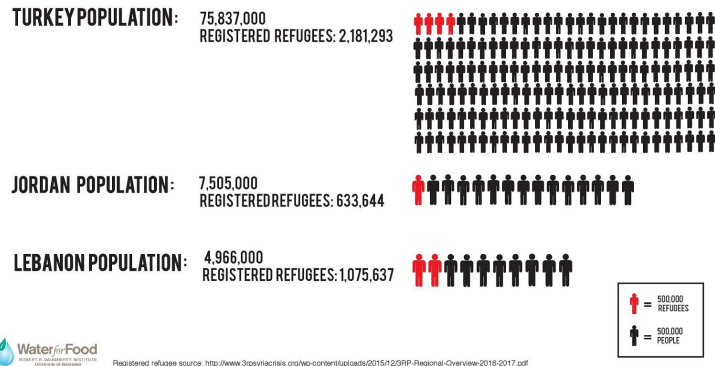 TURKEY POPULATION: 75,837,000
REGISTERED REFUGEES: 2,181,293
JORDAN POPULATION: 7,505,000
REGISTERED REFUGEES: 633,644
LEBANON POPULATION: 4,966,000
REGISTERED REFUGEES: 1,075,637
= 500,000
REFUGEES
= 500,000
PEOPLE
Water for Food
ROBERT B. DAUGHERTY INSTITUTE
University of Nebraska
Registered refugee source: http://www.3rpsyriacrisis.org/wp-content/uploads/2015/12/3RP-Regional-Overview-2016-2017.pdf